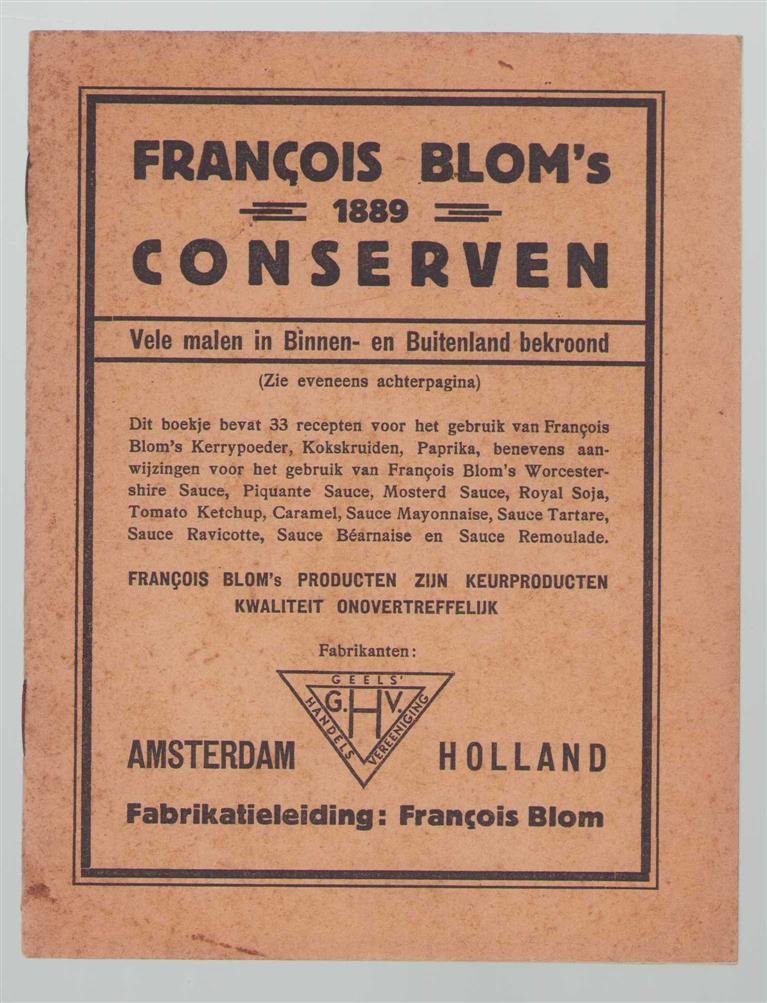 FRANÇOIS BLOM's
1889
CONSERVEN
Vele malen in Binnen- en Buitenland bekroond
(Zie eveneens achterpagina)
Dit boekje bevat 33 recepten voor het gebruik van François
Blom's Kerrypoeder, Kokskruiden, Paprika, benevens aan-
wijzingen voor het gebruik van François Blom's Worcester-
shire Sauce, Piquante Sauce, Mosterd Sauce, Royal Soja,
Tomato Ketchup, Caramel, Sauce Mayonnaise, Sauce Tartare,
Sauce Ravicotte, Sauce Béarnaise en Sauce Remoulade.
FRANÇOIS BLOM's PRODUCTEN ZIJN KEURPRODUCTEN
KWALITEIT ONOVERTREFFELIJK
Fabrikanten:
GEELS'
HANDELS
VEREENIGING
G.H.V.
AMSTERDAM HOLLAND
Fabrikatieleiding: François Blom